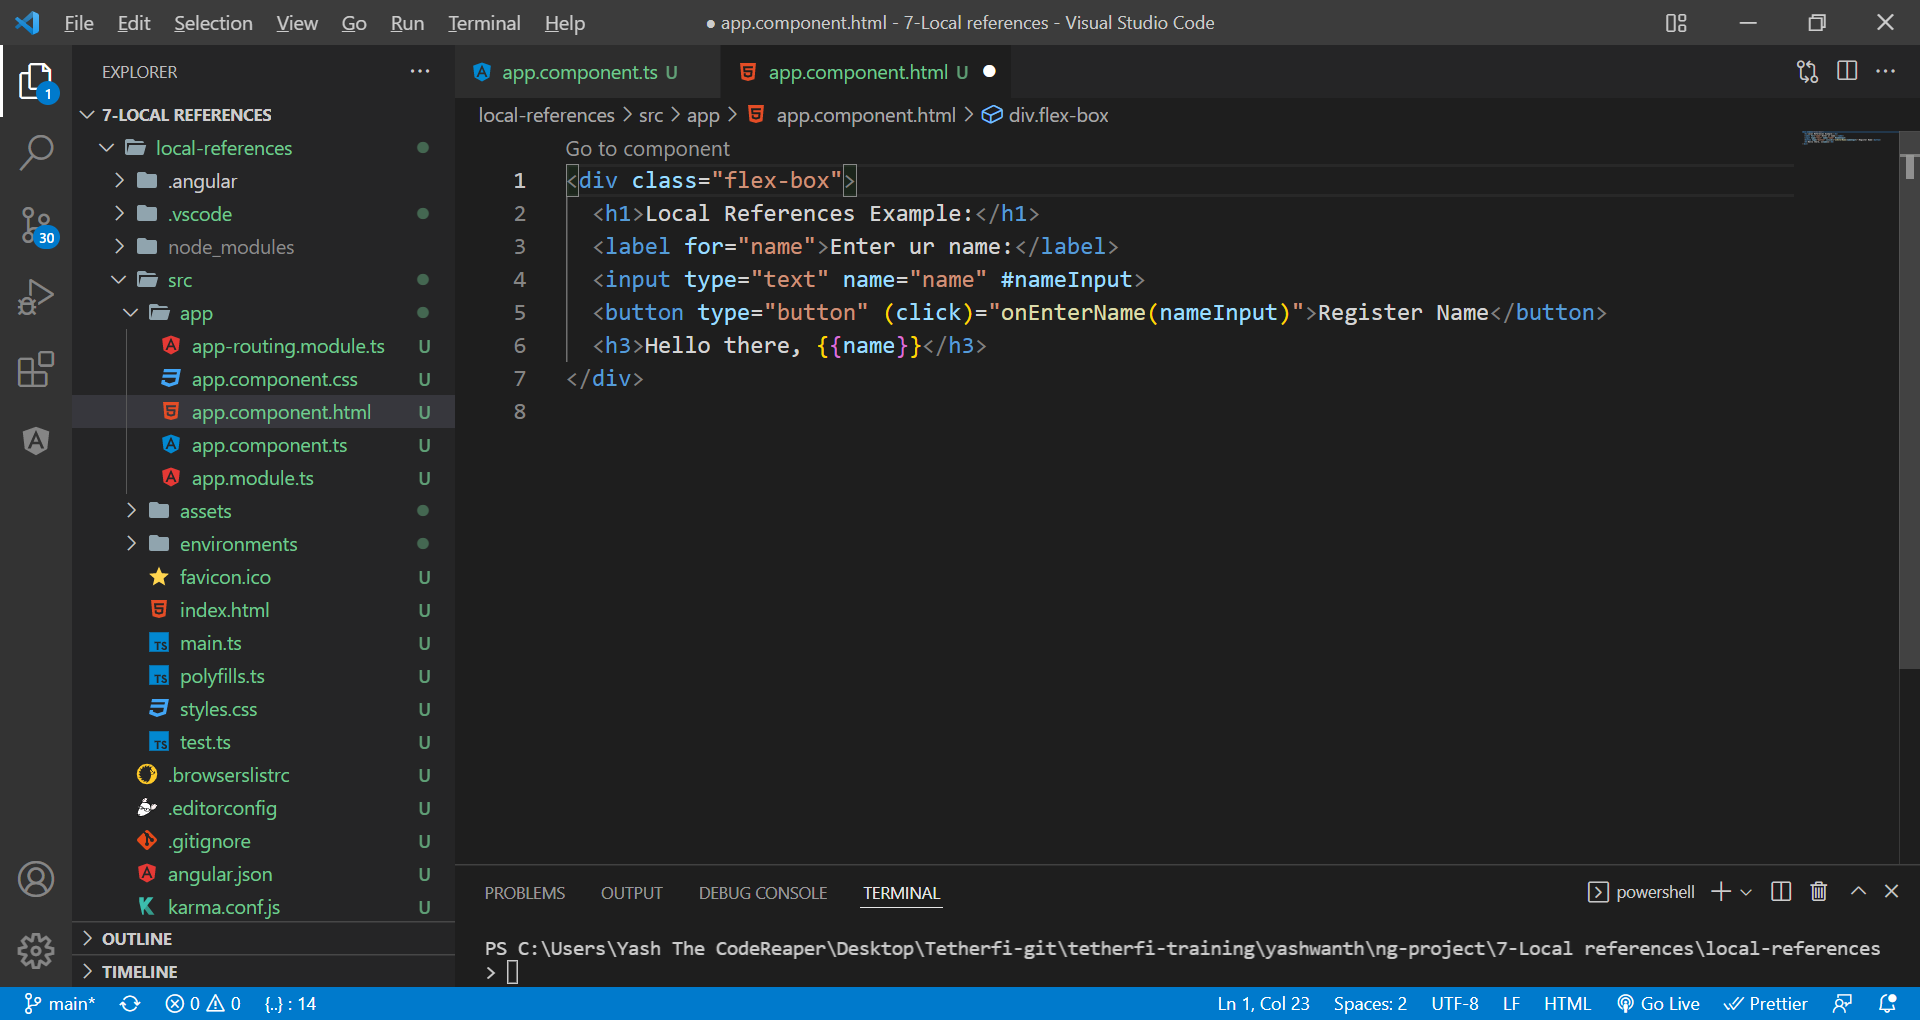 File Edit Selection View Go Run Terminal Help
● app.component.html - 7-Local references - Visual Studio Code
EXPLORER
1
30
7-LOCAL REFERENCES
local-references
.angular
.vscode
node_modules
src
app
app-routing.module.ts U
app.component.css U
app.component.html U
app.component.ts U
app.module.ts U
assets
environments
favicon.ico U
index.html U
main.ts U
polyfills.ts U
styles.css U
test.ts U
.browserslistrc U
.editorconfig U
.gitignore U
angular.json U
karma.conf.js U
OUTLINE
TIMELINE
app.component.ts U
app.component.html U
local-references > src > app > app.component.html > div.flex-box
Go to component
1 <div class="flex-box">
2 <h1>Local References Example:</h1>
3 <label for="name">Enter ur name:</label>
4 <input type="text" name="name" #nameInput>
5 <button type="button" (click)="onEnterName(nameInput)">Register Name</button>
6 <h3>Hello there, {{name}}</h3>
7 </div>
8
PROBLEMS OUTPUT DEBUG CONSOLE TERMINAL
powershell
PS C:\Users\Yash The CodeReaper\Desktop\Tetherfi-git\tetherfi-training\yashwanth\ng-project\7-Local references\local-references
>
main* 0 0 {..} : 14
Ln 1, Col 23 Spaces: 2 UTF-8 LF HTML Go Live Prettier